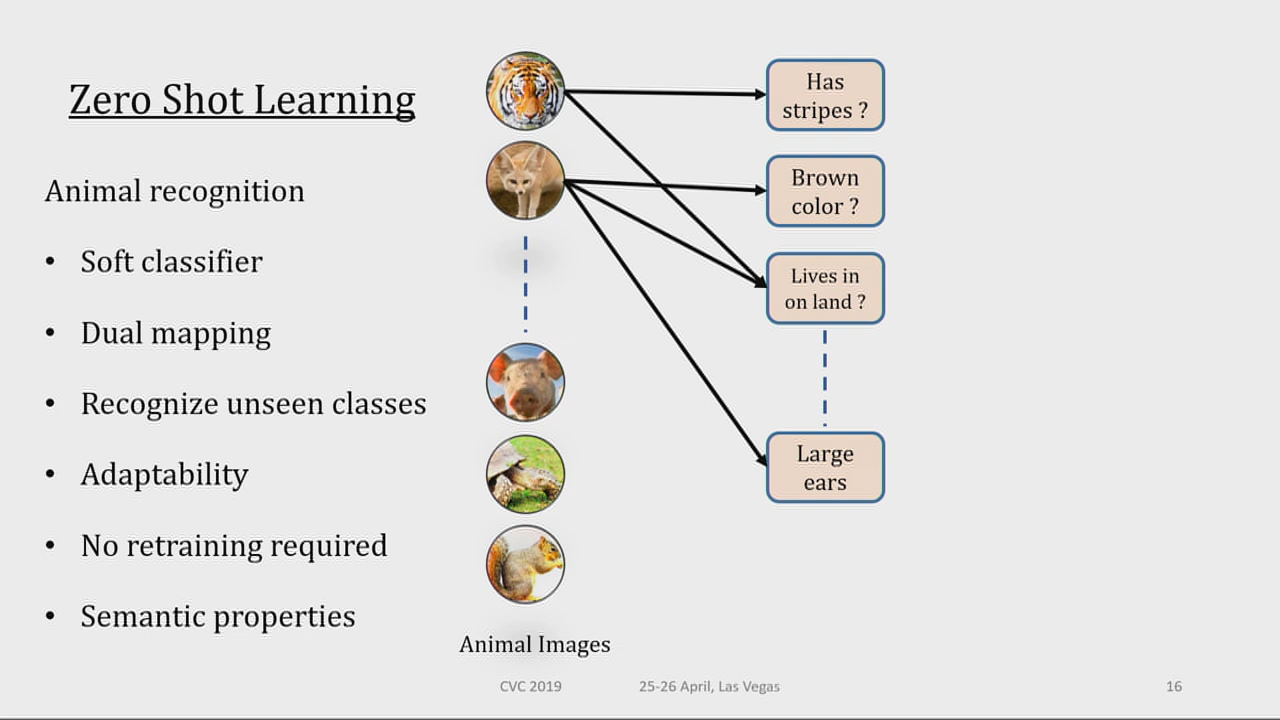 Zero Shot Learning
Animal recognition
• Soft classifier
• Dual mapping
• Recognize unseen classes
• Adaptability
• No retraining required
• Semantic properties
Has
stripes ?
Brown
color ?
Lives in
on land ?
Large
ears
Animal Images
CVC 2019
25-26 April, Las Vegas
16